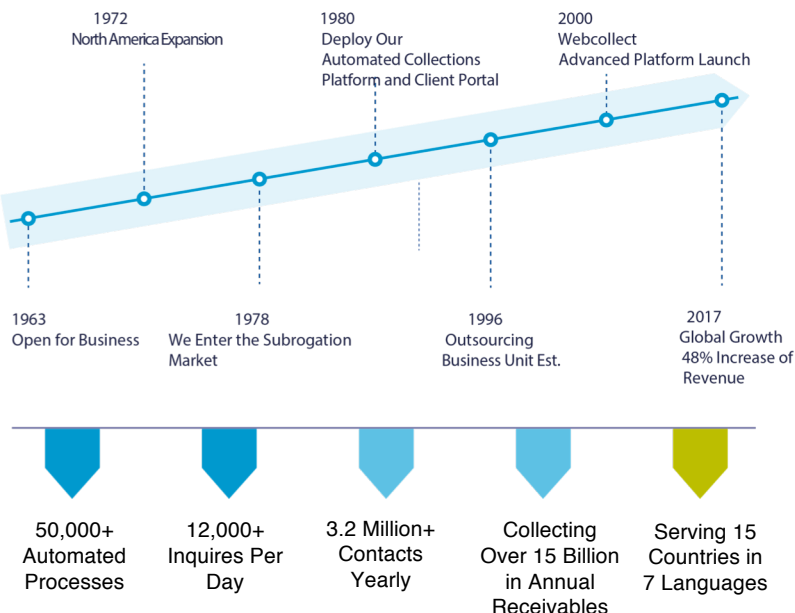 1972
North America Expansion
1980
Deploy Our
Automated Collections
Platform and Client Portal
2000
Webcollect
Advanced Platform Launch
1963
Open for Business
1978
We Enter the Subrogation
Market
1996
Outsourcing
Business Unit Est.
2017
Global Growth
48% Increase of
Revenue
50,000+
Automated
Processes
12,000+
Inquires Per
Day
3.2 Million+
Contacts
Yearly
Collecting
Over 15 Billion
in Annual
Receivables
Serving 15
Countries in
7 Languages